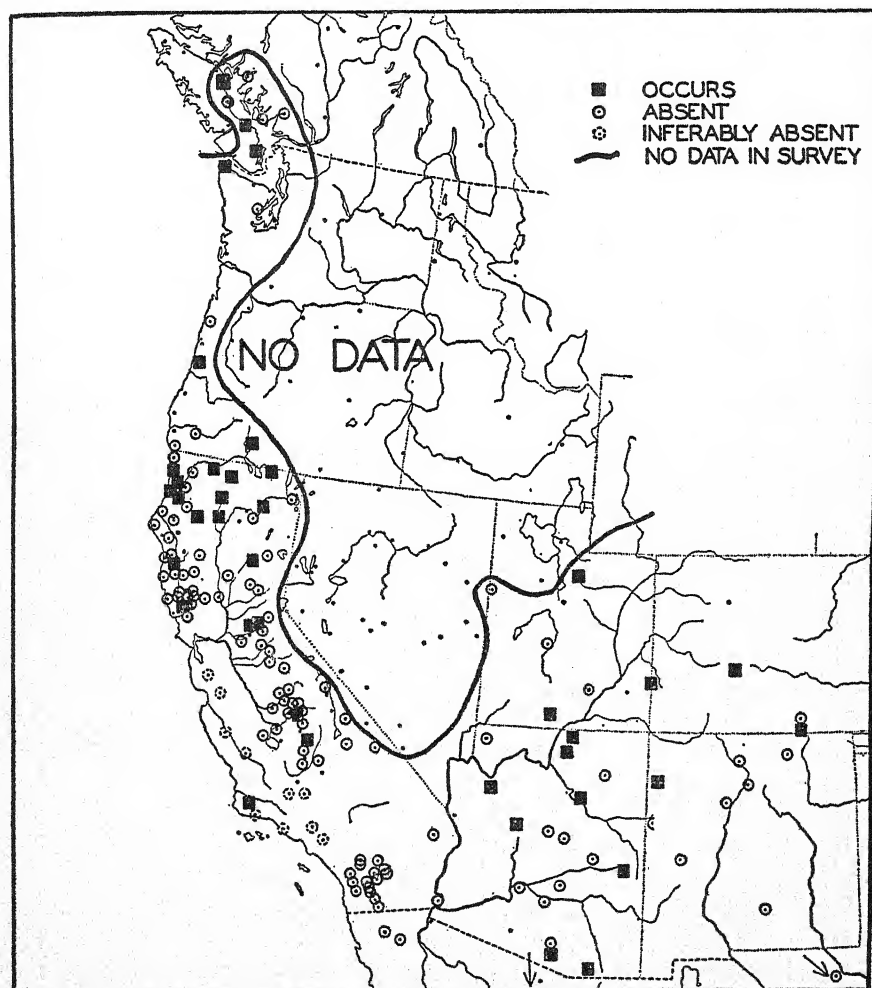 OCCURS
ABSENT
INFERABLY ABSENT
NO DATA IN SURVEY
NO DATA